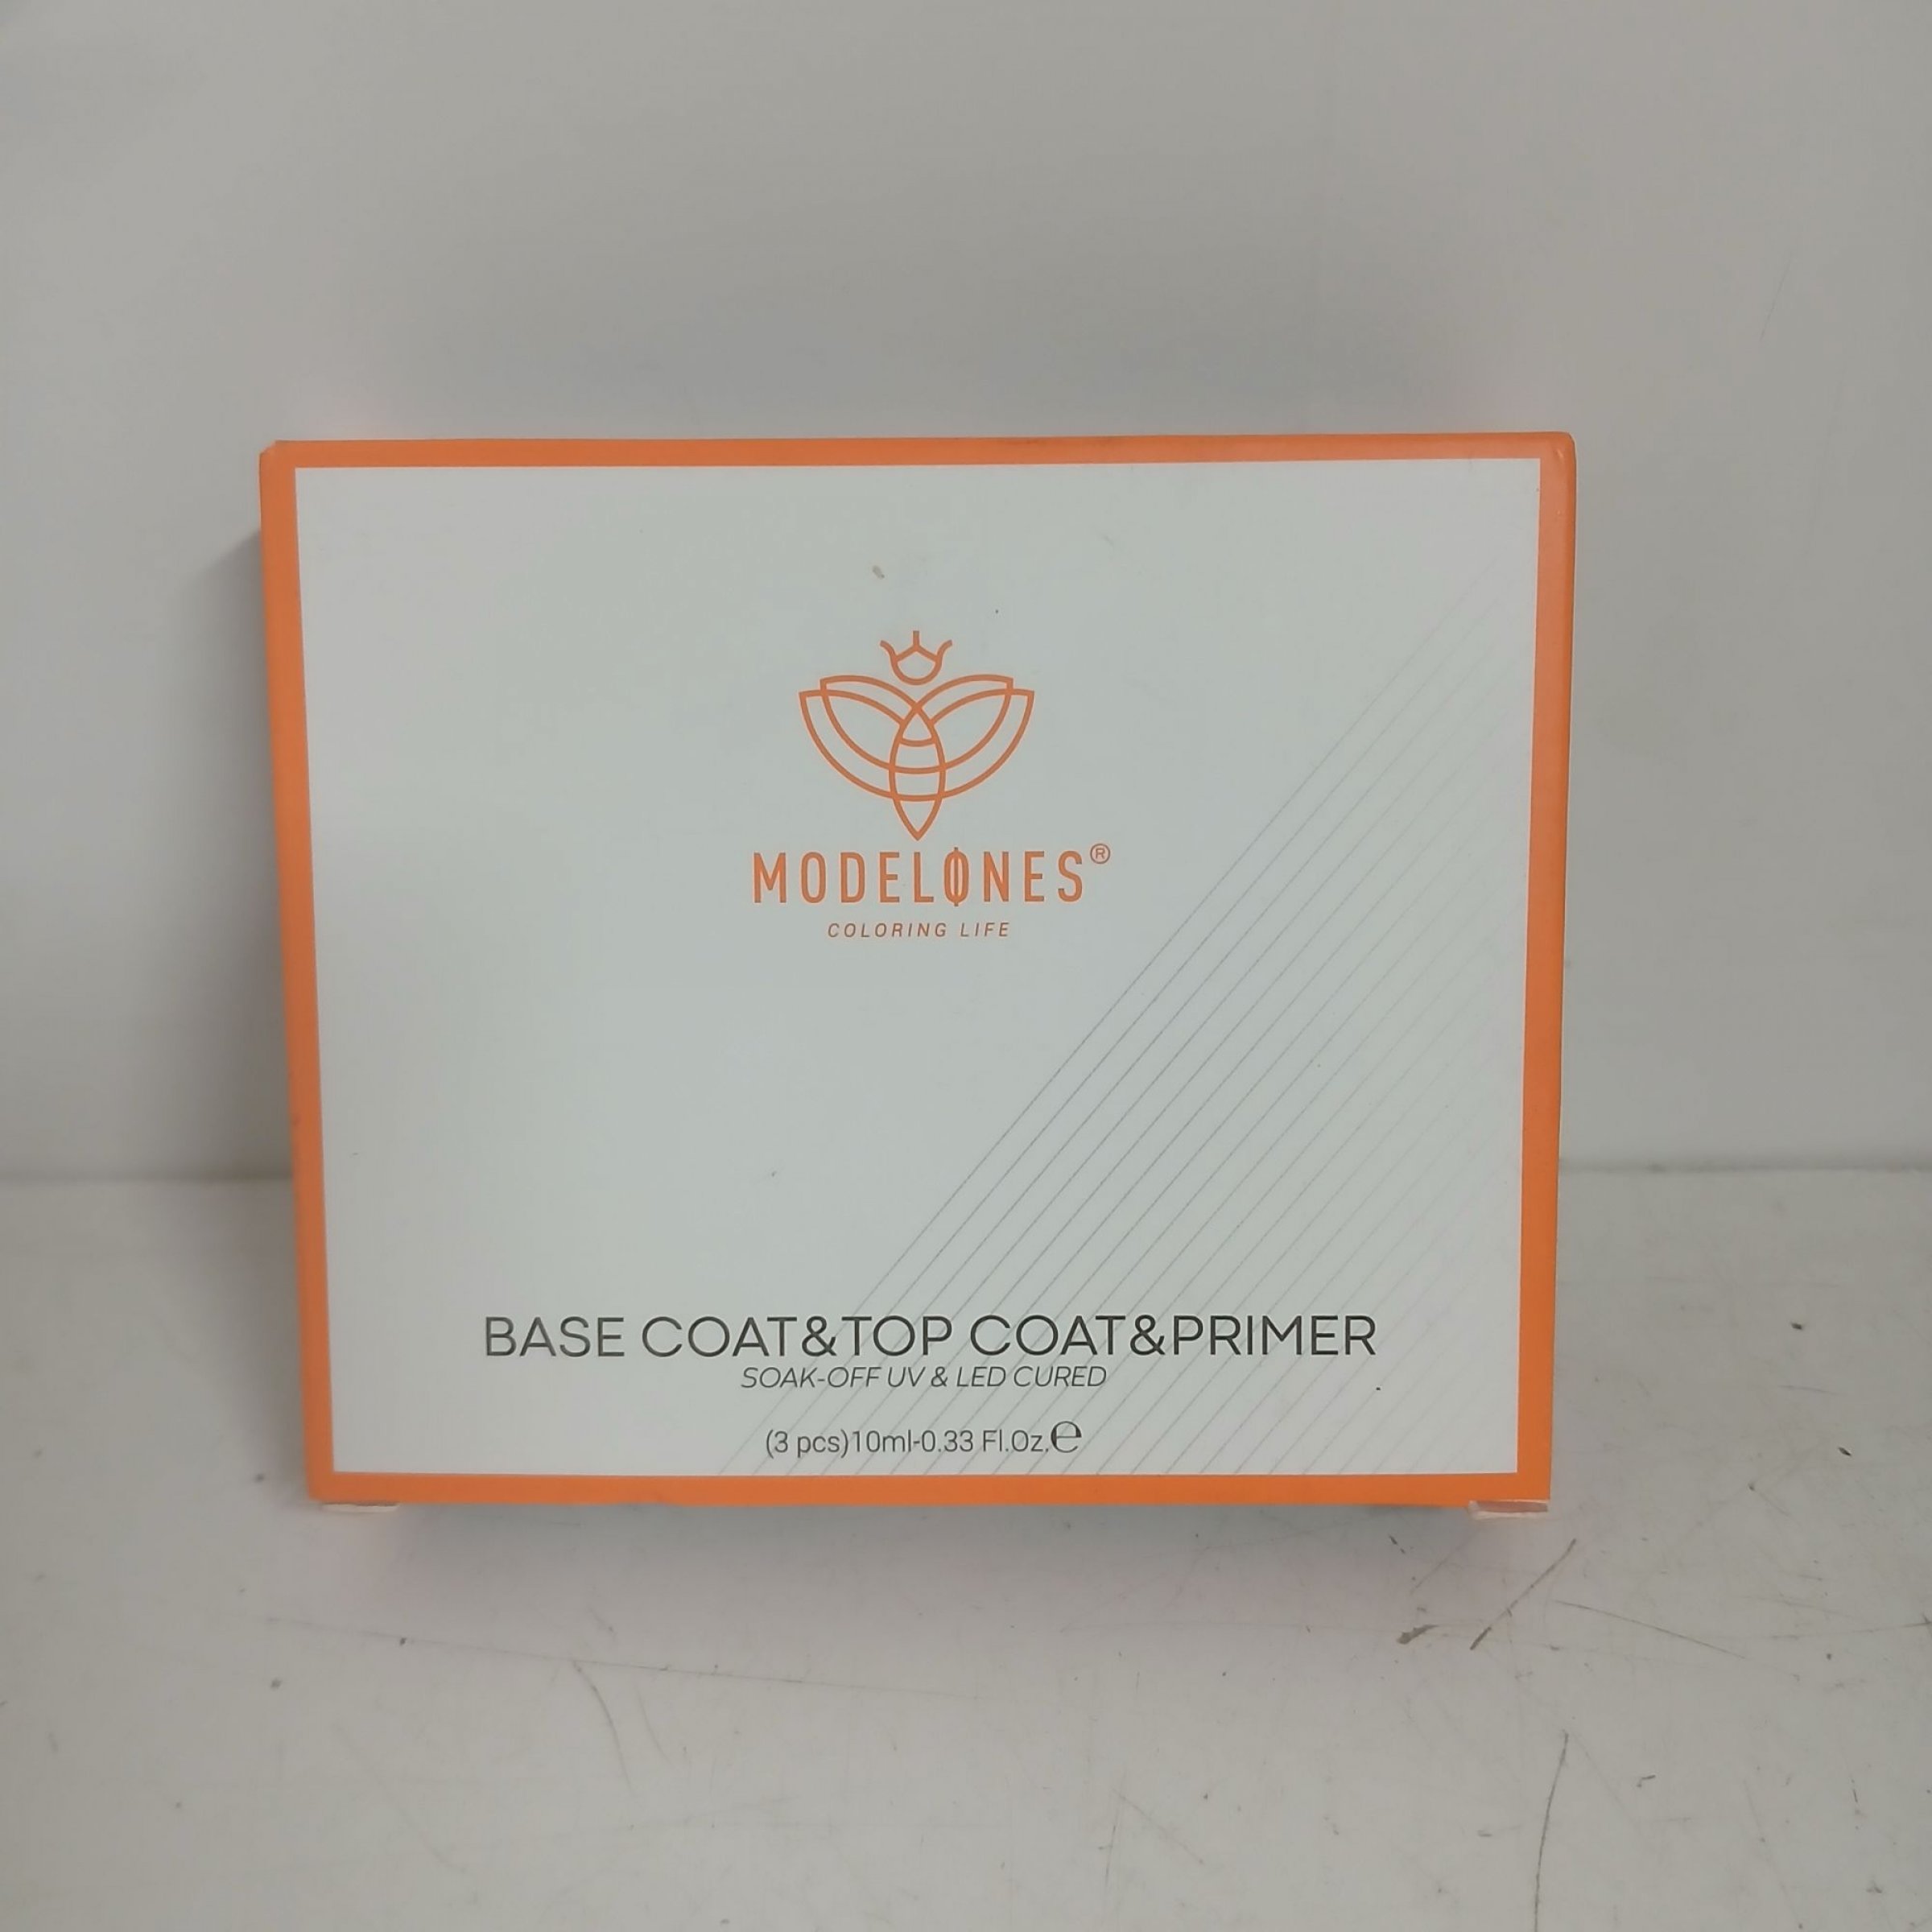 MODELONES®
COLORING LIFE
BASE COAT&TOP COAT&PRIMER
SOAK-OFF UV & LED CURED
(3 pcs)10ml-0.33 Fl.Oz.℮